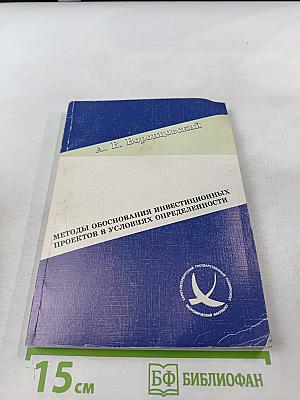 А. В. Воронцовский
МЕТОДЫ ОБОСНОВАНИЯ ИНВЕСТИЦИОННЫХ
ПРОЕКТОВ В УСЛОВИЯХ ОПРЕДЕЛЕННОСТИ
15 см
БФ БИБЛИОФАН